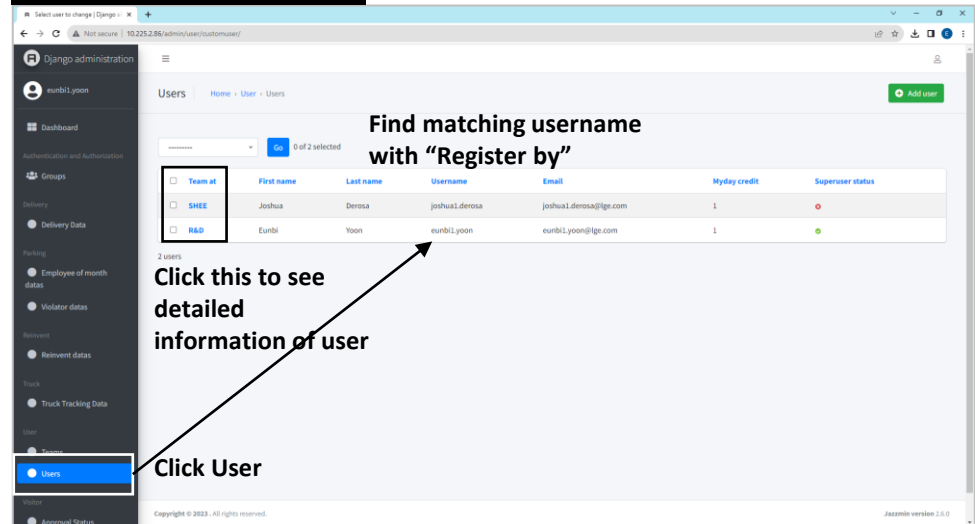 Select user to change | Django si
Not secure | 10.225.2.86/admin/user/customuser/
Django administration
eunbi1.yoon
Users
Home › User › Users
Add user
Dashboard
Find matching username
with “Register by”
Authentication and Authorization
Groups
---------
Go
0 of 2 selected
Team at First name Last name Username Email Myday credit Superuser status
SHEE Joshua Derosa joshua1.derosa joshua1.derosa@lge.com 1
R&D Eunbi Yoon eunbi1.yoon eunbi1.yoon@lge.com 1
2 users
Delivery
Delivery Data
Parking
Employee of month
datas
Violator datas
Reinvent
Reinvent datas
Truck
Truck Tracking Data
User
Teams
Users
Visitor
Approval Status
Click this to see
detailed
information of user
Click User
Copyright © 2023 . All rights reserved.
Jazzmin version 2.6.0
E